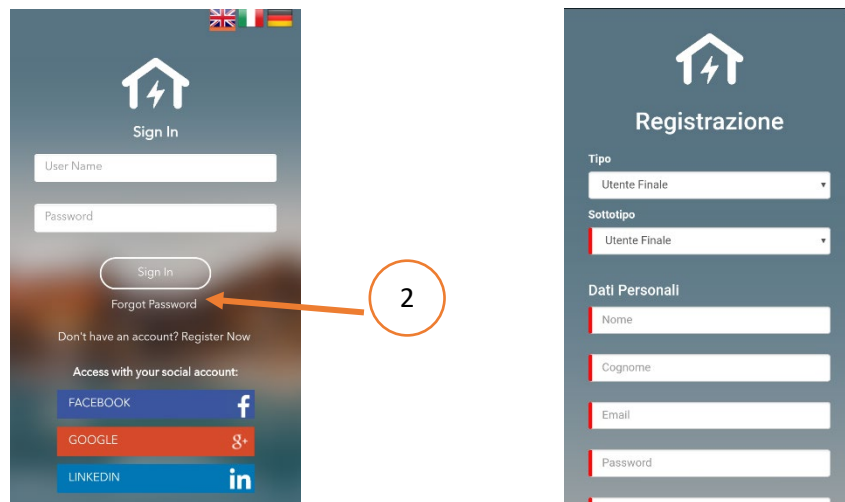 Sign In
User Name
Password
Sign In
Forgot Password
Don't have an account? Register Now
Access with your social account:
FACEBOOK f
GOOGLE g+
LINKEDIN in
2
Registrazione
Tipo
Utente Finale
Sottotipo
Utente Finale
Dati Personali
Nome
Cognome
Email
Password